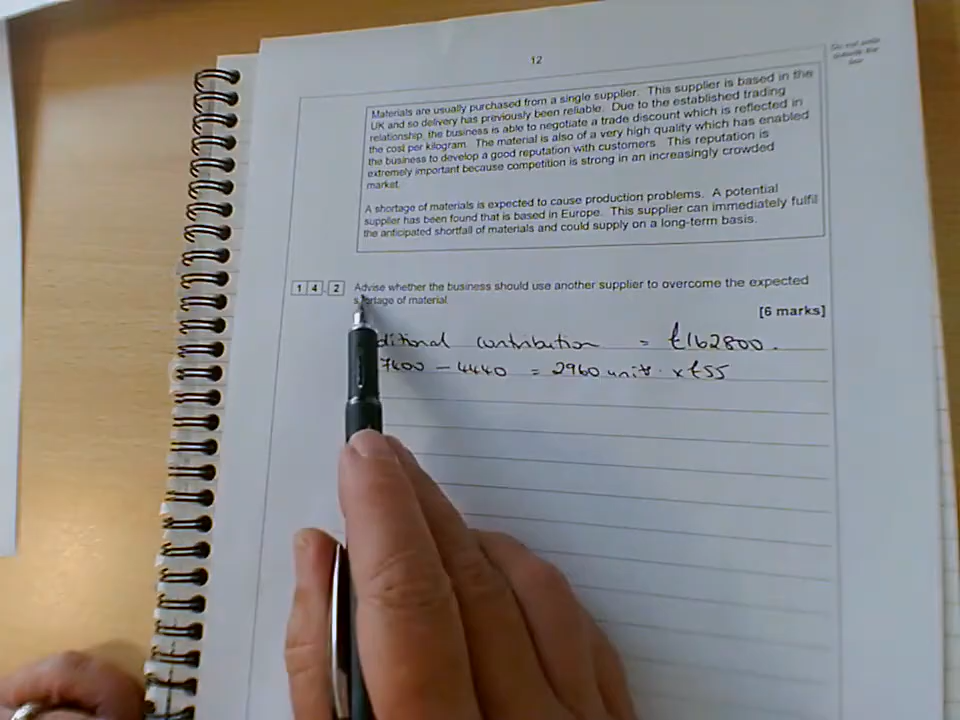 12
Do not write
outside the
box
Materials are usually purchased from a single supplier. This supplier is based in the
UK and so delivery has previously been reliable. Due to the established trading
relationship, the business is able to negotiate a trade discount which is reflected in
the cost per kilogram. The material is also of a very high quality which has enabled
the business to develop a good reputation with customers. This reputation is
extremely important because competition is strong in an increasingly crowded
market.
A shortage of materials is expected to cause production problems. A potential
supplier has been found that is based in Europe. This supplier can immediately fulfil
the anticipated shortfall of materials and could supply on a long-term basis.
1 4 . 2 Advise whether the business should use another supplier to overcome the expected
shortage of material.
[6 marks]
ditional contribution = £162800.
7400 - 4440 = 2960 units x £55